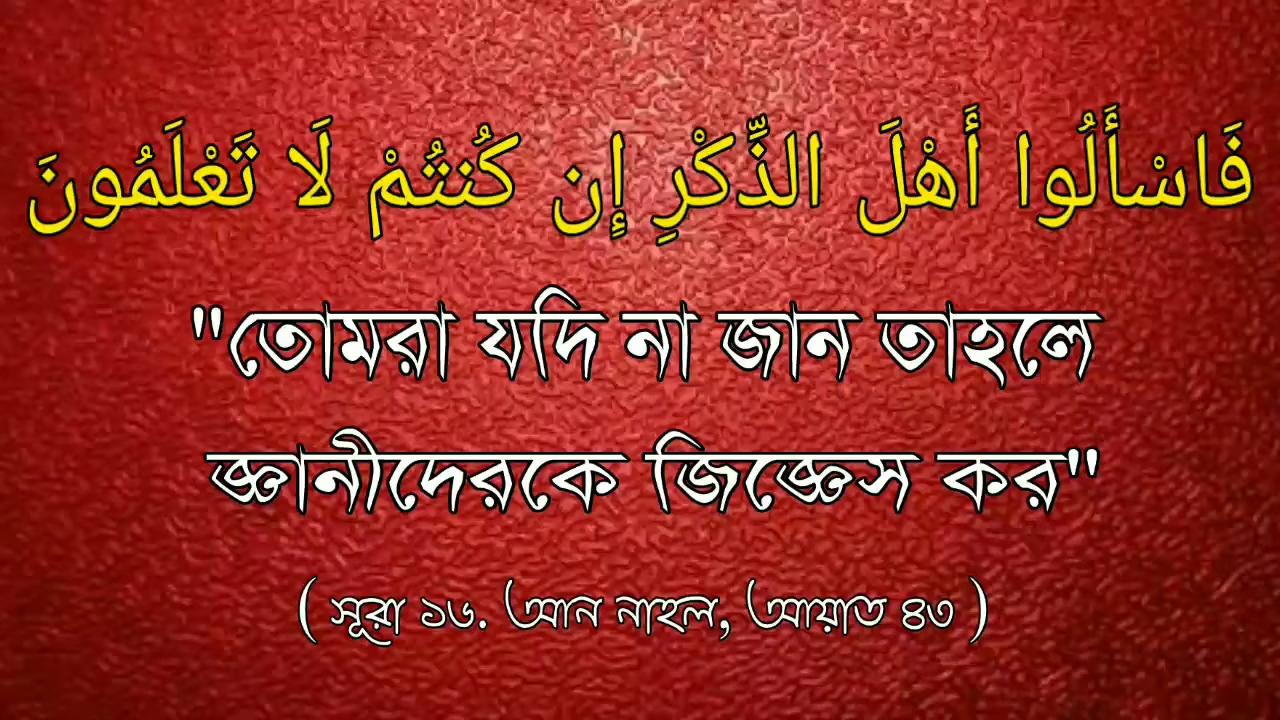 فَاسْأَلُوا أَهْلَ الذِّكْرِ إِن كُنتُمْ لَا تَعْلَمُونَ
"তোমরা যদি না জান তাহলে
জ্ঞানীদেরকে জিজ্ঞেস কর"
( সূরা ১৬. আন নাহল, আয়াত ৪৩ )